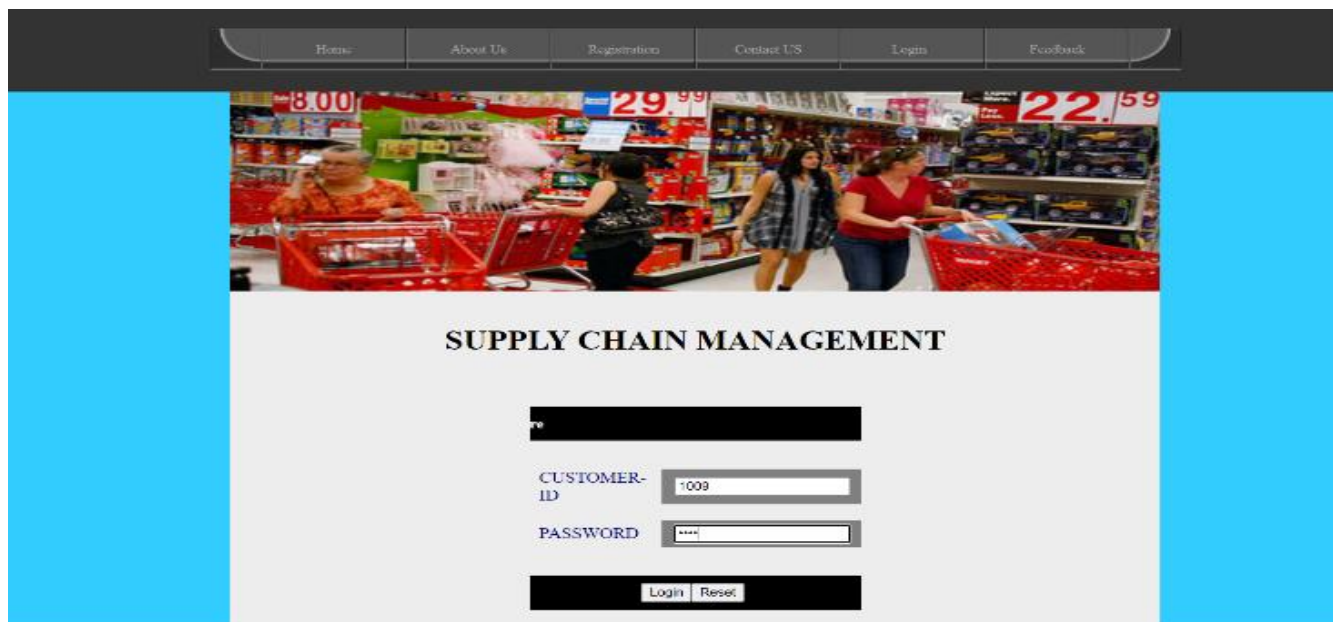 Home About Us Registration Contact US Login Feedback
8.00 29.99 22.59
SUPPLY CHAIN MANAGEMENT
re
CUSTOMER-
ID
1009
PASSWORD
****
Login Reset